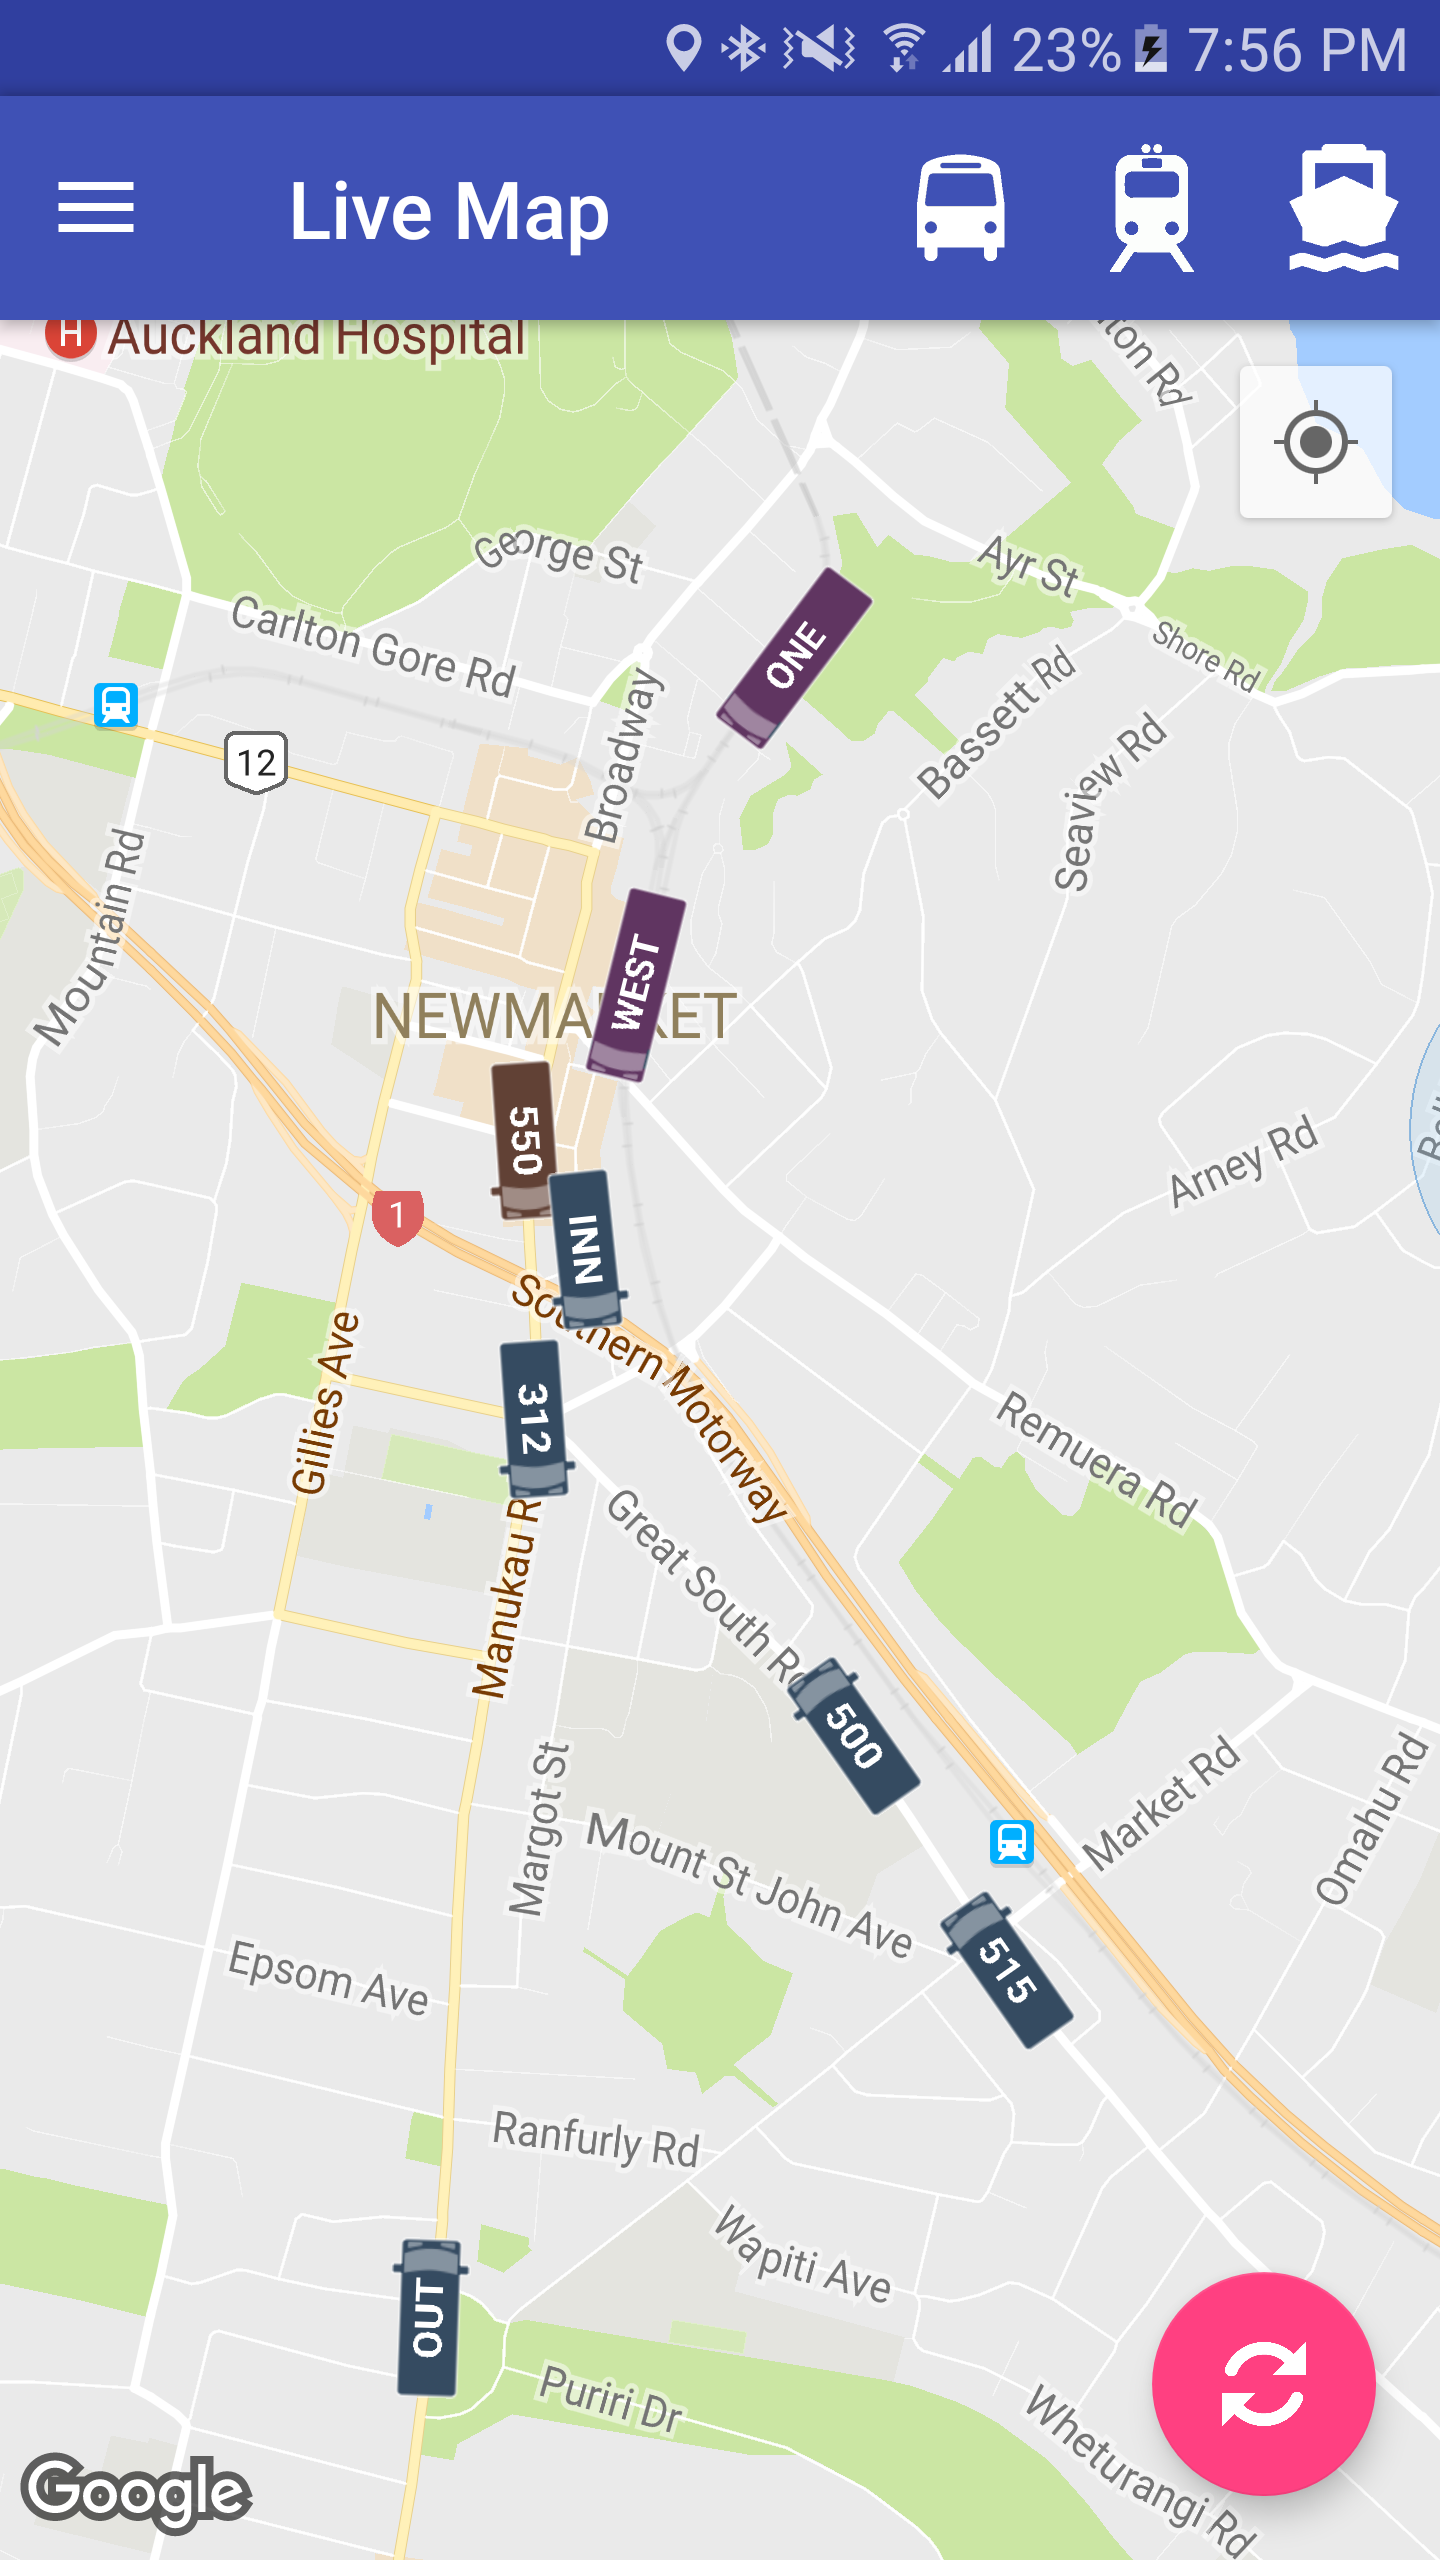 23% 7:56 PM
Live Map
H Auckland Hospital
George St
Ayr St
Carlton Gore Rd
Shore Rd
ONE
Bassett Rd
Broadway
Seaview Rd
12
Mountain Rd
WEST
NEWMA KET
550
Arney Rd
1
INN
Southern Motorway
Gillies Ave
312
Remuera Rd
Great South Rd
Manukau R
500
Market Rd
Omahu Rd
Margot St
Mount St John Ave
515
Epsom Ave
Ranfurly Rd
Wapiti Ave
OUT
Puriri Dr
Wheturangi Rd
Google